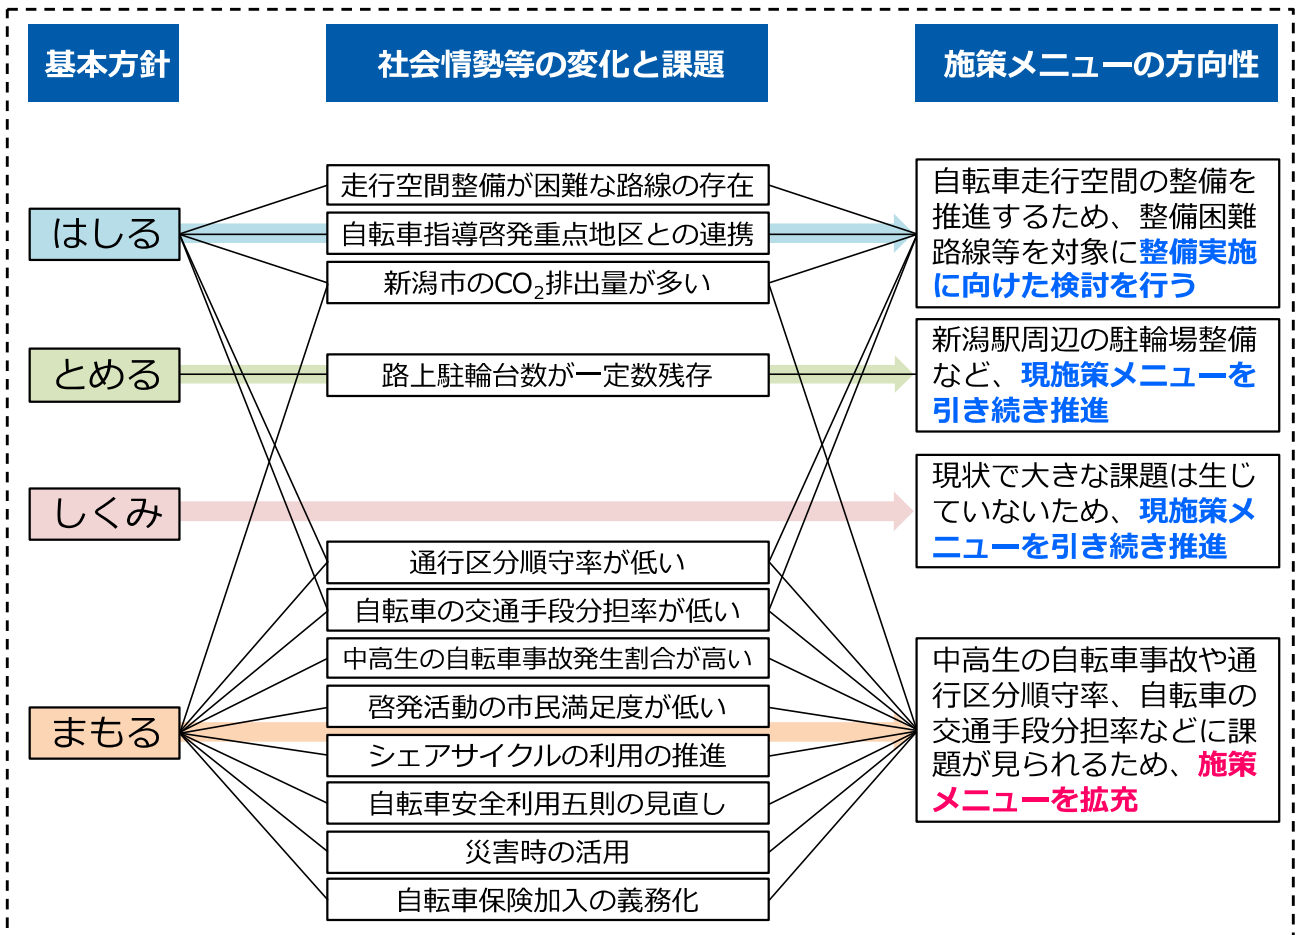 基本方針
社会情勢等の変化と課題
施策メニューの方向性
はしる
とめる
しくみ
まもる
走行空間整備が困難な路線の存在
自転車指導啓発重点地区との連携
新潟市のCO₂排出量が多い
路上駐輪台数が一定数残存
通行区分順守率が低い
自転車の交通手段分担率が低い
中高生の自転車事故発生割合が高い
啓発活動の市民満足度が低い
シェアサイクルの利用の推進
自転車安全利用五則の見直し
災害時の活用
自転車保険加入の義務化
自転車走行空間の整備を
推進するため、整備困難
路線等を対象に整備実施
に向けた検討を行う
新潟駅周辺の駐輪場整備
など、現施策メニューを
引き続き推進
現状で大きな課題は生じ
ていないため、現施策メ
ニューを引き続き推進
中高生の自転車事故や通
行区分順守率、自転車の
交通手段分担率などに課
題が見られるため、施策
メニューを拡充